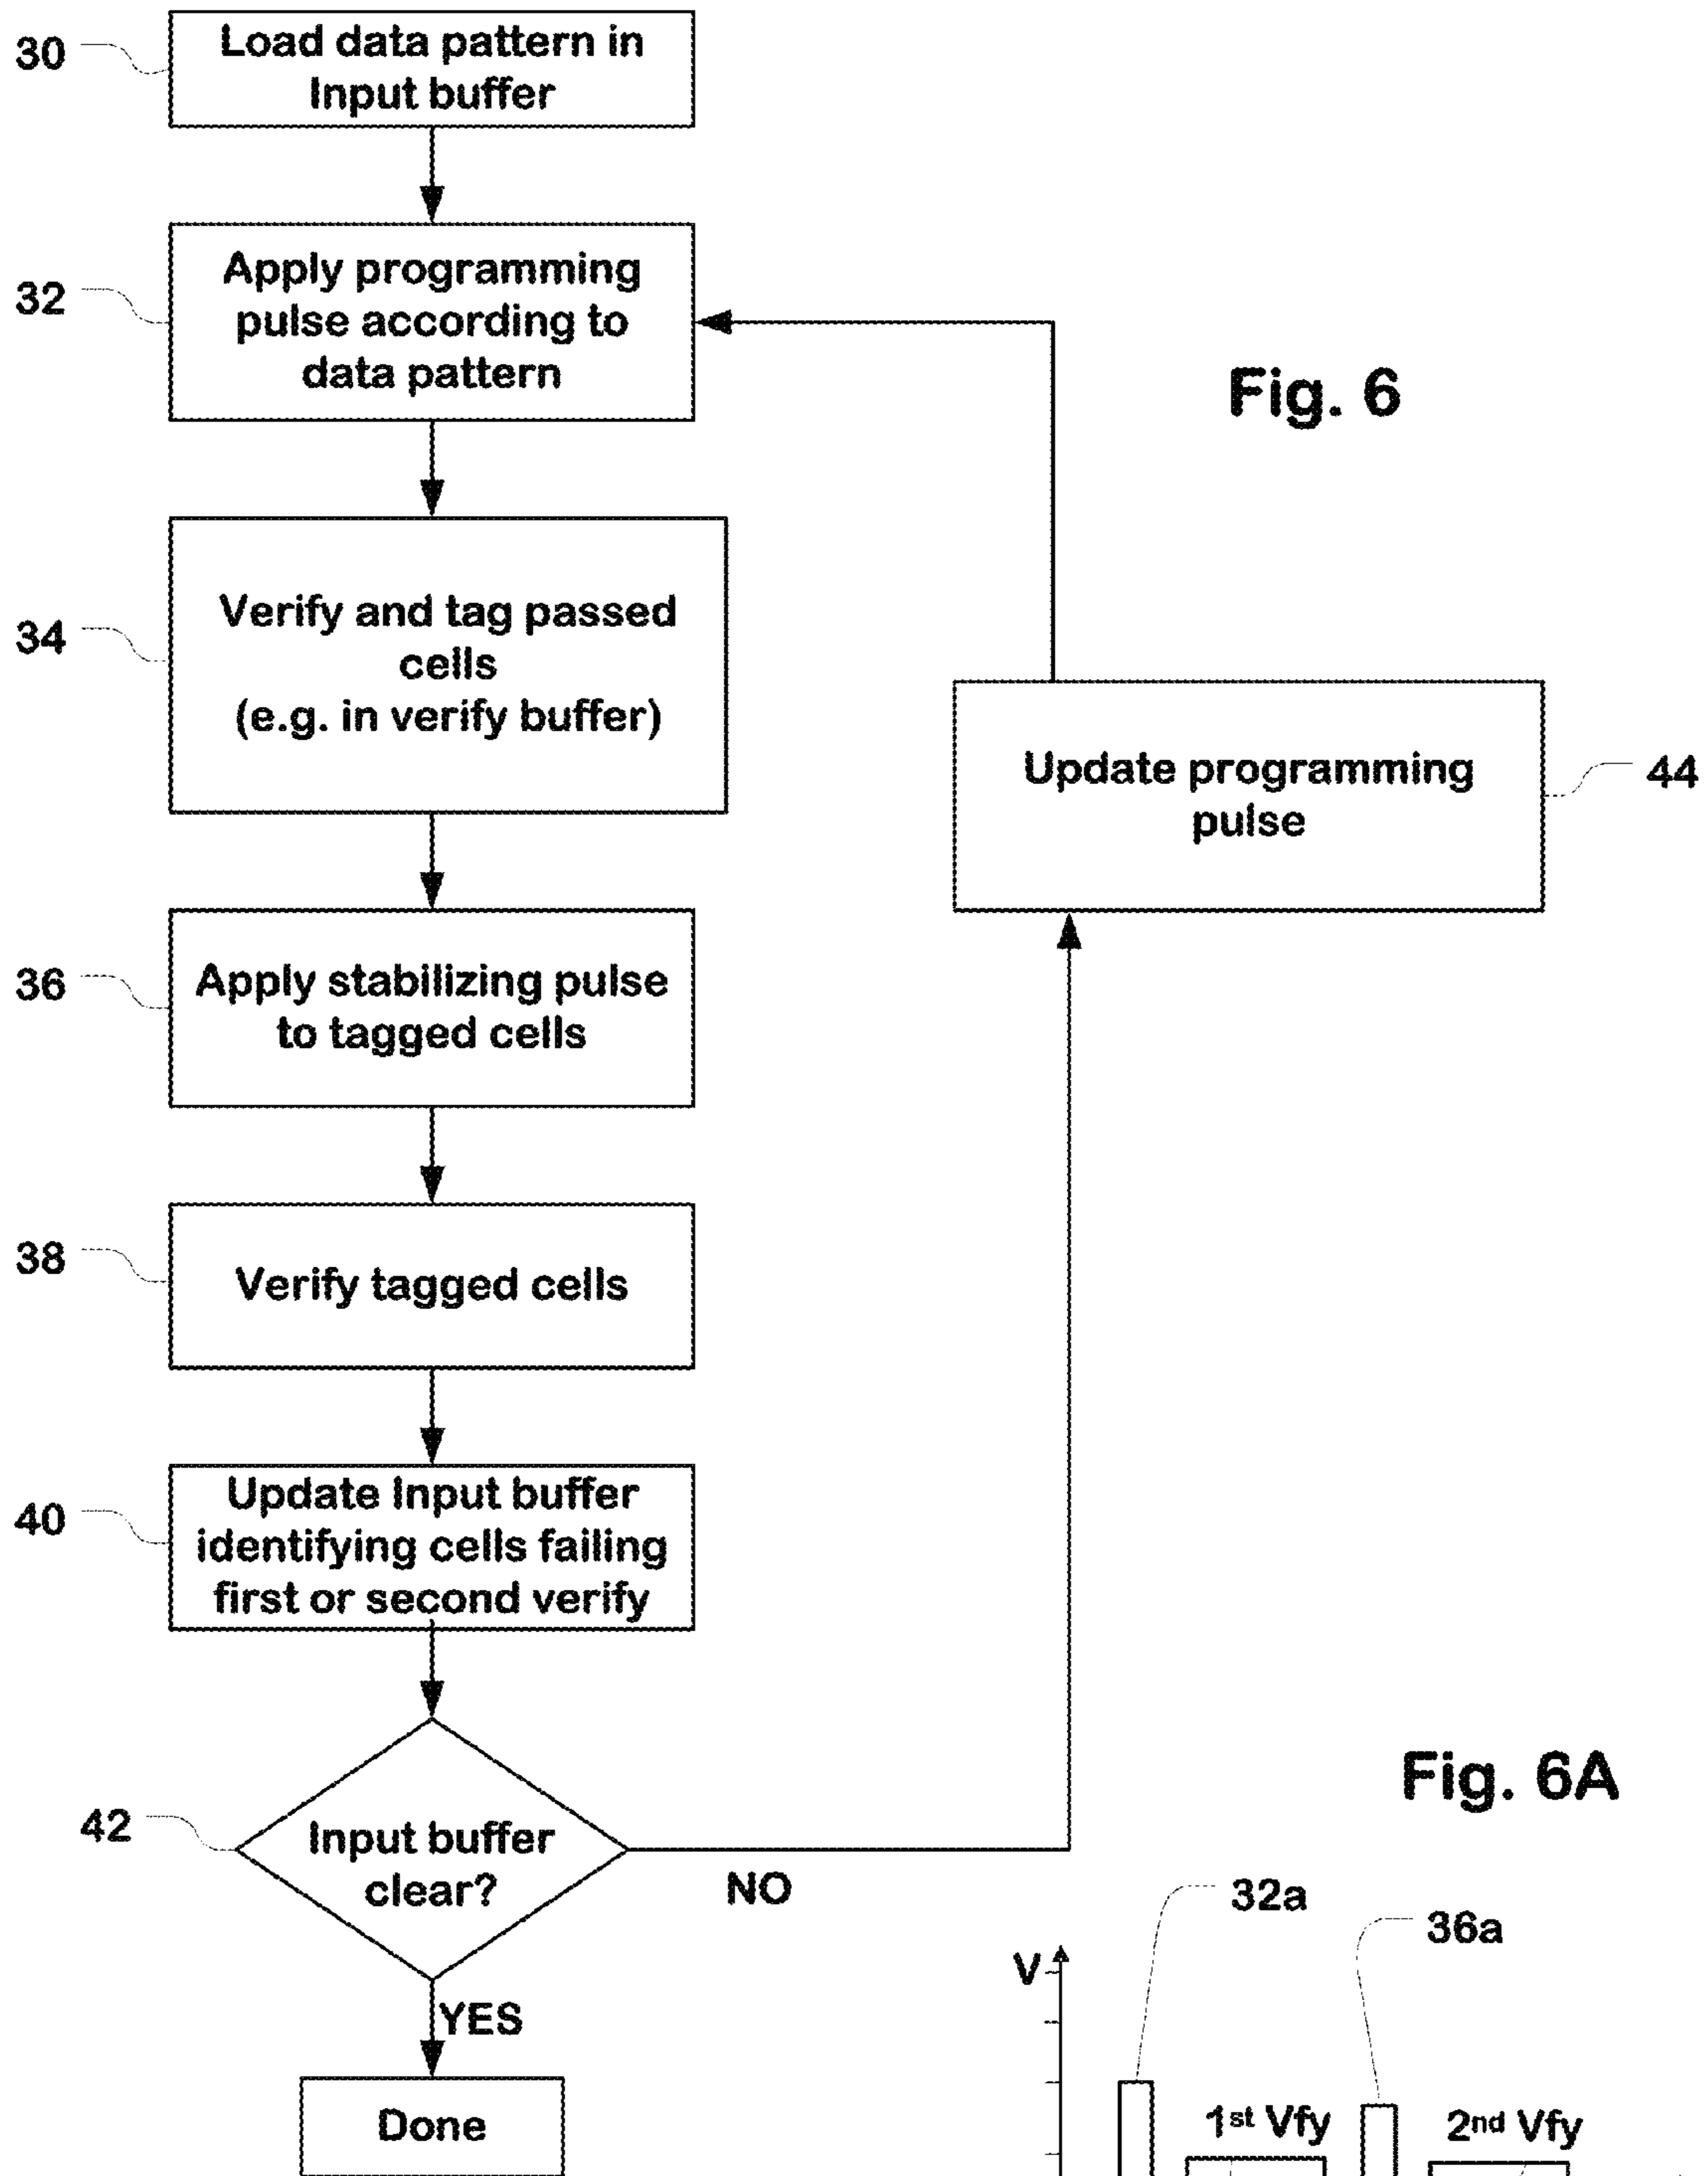 30
Load data pattern in
Input buffer
32
Apply programming
pulse according to
data pattern
Fig. 6
34
Verify and tag passed
cells
(e.g. in verify buffer)
Update programming
pulse
44
36
Apply stabilizing pulse
to tagged cells
38
Verify tagged cells
40
Update Input buffer
identifying cells failing
first or second verify
42
Input buffer
clear?
NO
YES
Done
Fig. 6A
32a
36a
V
1st Vfy
2nd Vfy